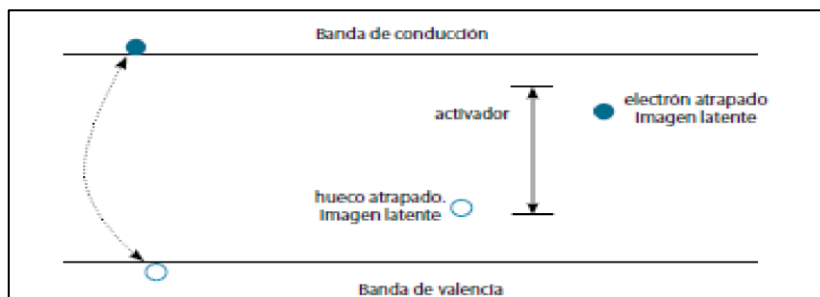 Banda de conducción
activador
electrón atrapado
Imagen latente
hueco atrapado.
Imagen latente
Banda de valencia